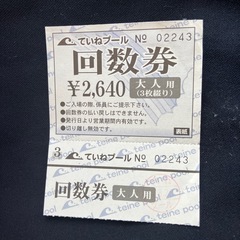 ていねプール № 02243
回数券
¥2,640 大人用
(3枚綴り)
●ご入場の際、係員にご提示下さい。
●回数券の払い戻しはできません。
●発行日より営業期間内有効です。
●切り離し無効です。
表紙
3 ていねプール № 02243
回数券 大人用
teine pool
teine pool